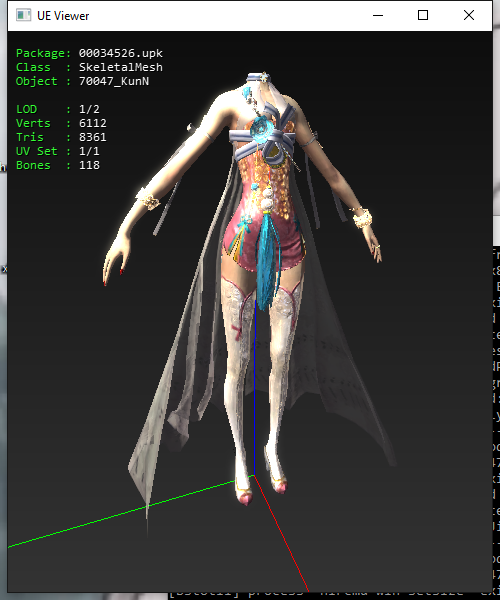 UE Viewer
Package: 00034526.upk
Class : SkeletalMesh
Object : 70047_KunN
LOD : 1/2
Verts : 6112
Tris : 8361
UV Set : 1/1
Bones : 118